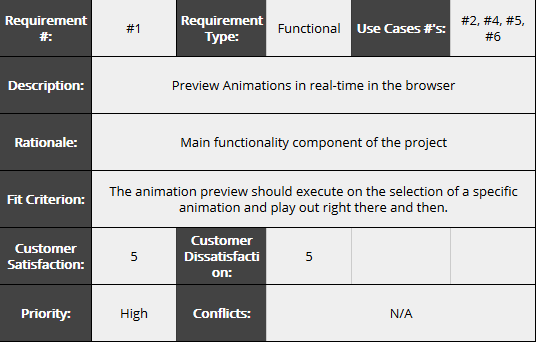 Requirement #: #1 Requirement Type: Functional Use Cases #'s: #2, #4, #5, #6
Description: Preview Animations in real-time in the browser
Rationale: Main functionality component of the project
Fit Criterion: The animation preview should execute on the selection of a specific
animation and play out right there and then.
Customer Satisfaction: 5 Customer Dissatisfaction: 5
Priority: High Conflicts: N/A